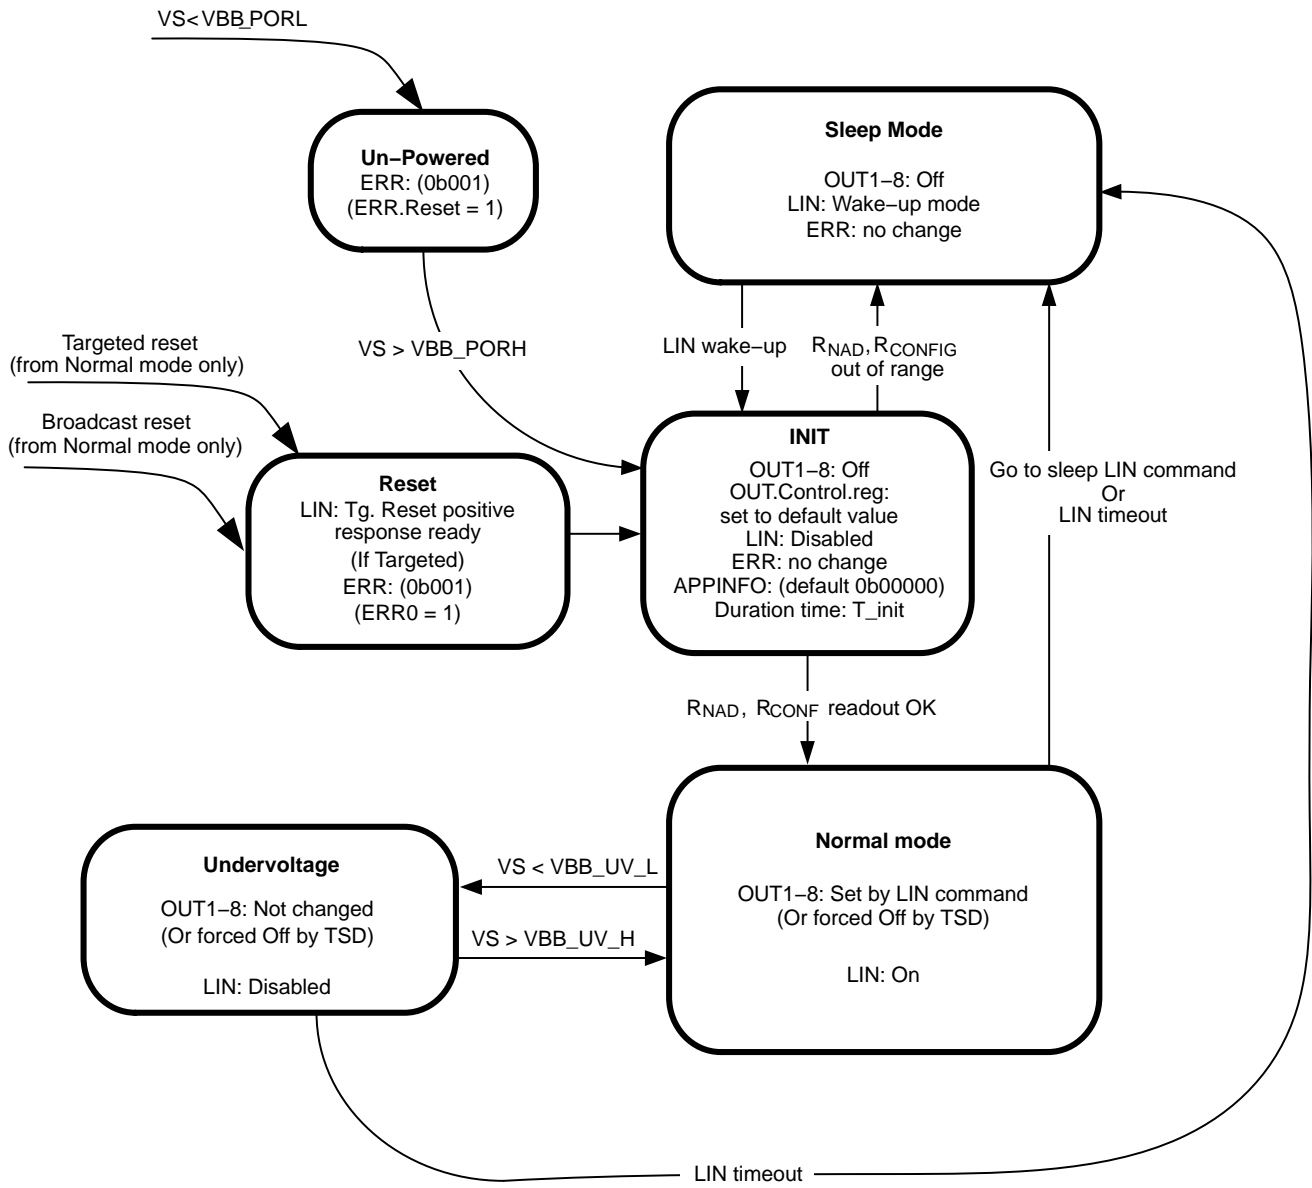 VS<VBB_PORL
Un–Powered
ERR: (0b001)
(ERR.Reset = 1)
Sleep Mode
OUT1–8: Off
LIN: Wake–up mode
ERR: no change
Targeted reset
(from Normal mode only)
Broadcast reset
(from Normal mode only)
VS > VBB_PORH
LIN wake–up
RNAD, RCONFIG
out of range
Reset
LIN: Tg. Reset positive
response ready
(If Targeted)
ERR: (0b001)
(ERR0 = 1)
INIT
OUT1–8: Off
OUT.Control.reg:
set to default value
LIN: Disabled
ERR: no change
APPINFO: (default 0b00000)
Duration time: T_init
Go to sleep LIN command
Or
LIN timeout
RNAD, RCONF readout OK
Undervoltage
OUT1–8: Not changed
(Or forced Off by TSD)
LIN: Disabled
VS < VBB_UV_L
VS > VBB_UV_H
Normal mode
OUT1–8: Set by LIN command
(Or forced Off by TSD)
LIN: On
LIN timeout